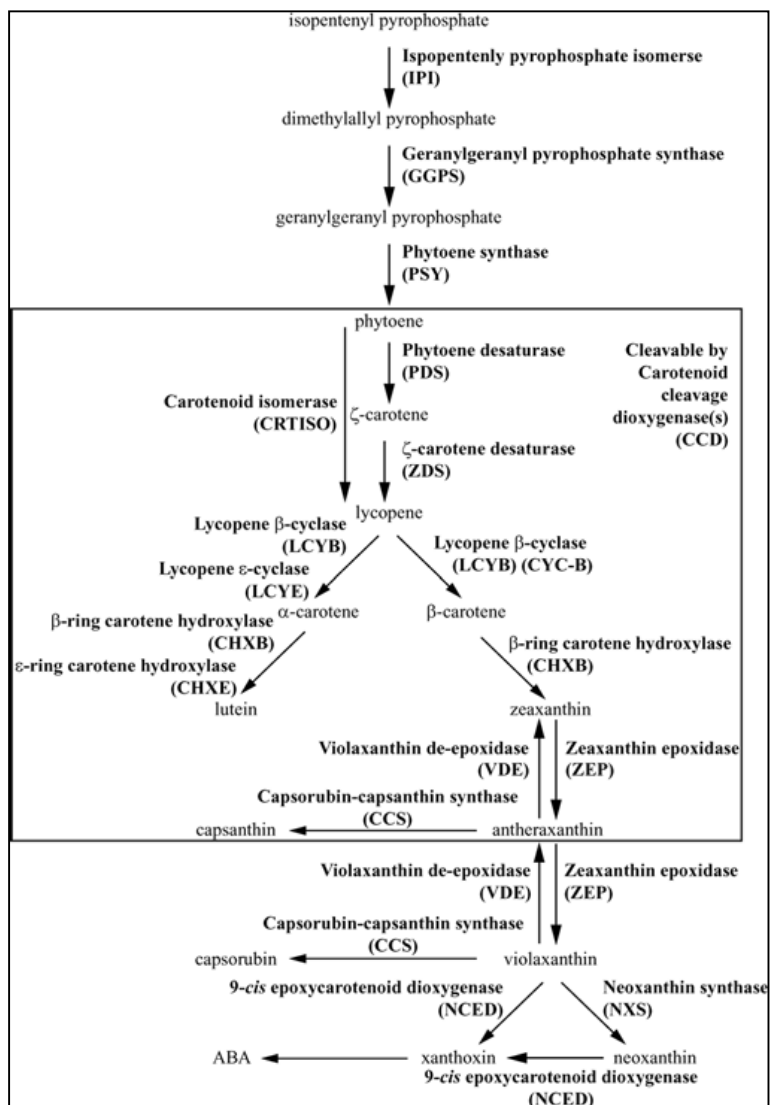 isopentenyl pyrophosphate
Ispopentenly pyrophosphate isomerse
(IPI)
dimethylallyl pyrophosphate
Geranylgeranyl pyrophosphate synthase
(GGPS)
geranylgeranyl pyrophosphate
Phytoene synthase
(PSY)
phytoene
Phytoene desaturase
(PDS)
Cleavable by
Carotenoid
cleavage
dioxygenase(s)
(CCD)
Carotenoid isomerase
(CRTISO)
ζ-carotene
ζ-carotene desaturase
(ZDS)
lycopene
Lycopene β-cyclase
(LCYB)
Lycopene ε-cyclase
(LCYE)
Lycopene β-cyclase
(LCYB) (CYC-B)
α-carotene
β-carotene
β-ring carotene hydroxylase
(CHXB)
ε-ring carotene hydroxylase
(CHXE)
β-ring carotene hydroxylase
(CHXB)
lutein
zeaxanthin
Violaxanthin de-epoxidase
(VDE)
Zeaxanthin epoxidase
(ZEP)
Capsorubin-capsanthin synthase
(CCS)
capsanthin
antheraxanthin
Violaxanthin de-epoxidase
(VDE)
Zeaxanthin epoxidase
(ZEP)
Capsorubin-capsanthin synthase
(CCS)
capsorubin
violaxanthin
9-cis epoxycarotenoid dioxygenase
(NCED)
Neoxanthin synthase
(NXS)
ABA
xanthoxin
neoxanthin
9-cis epoxycarotenoid dioxygenase
(NCED)